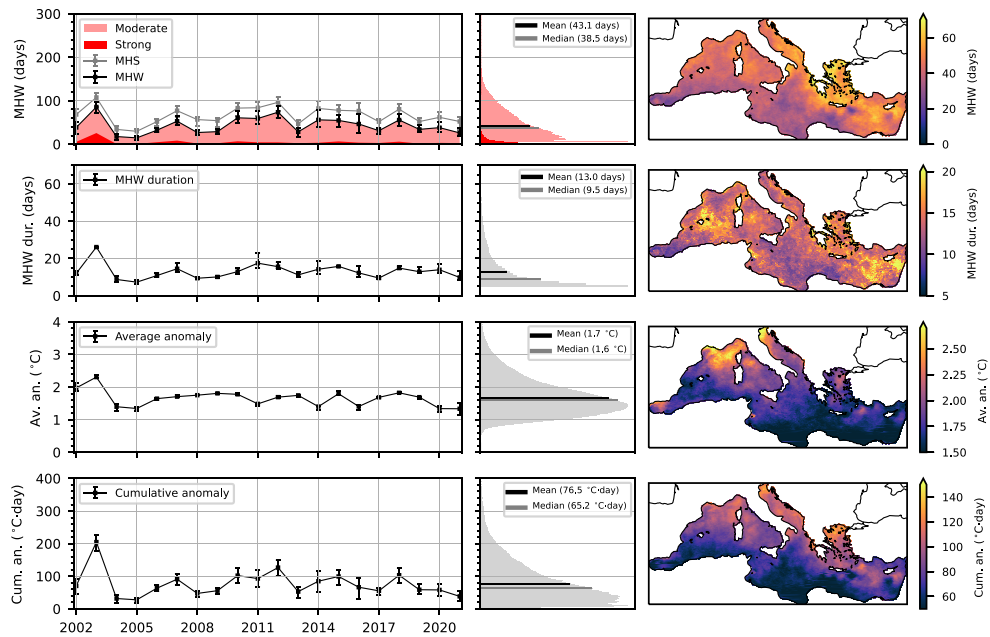 300
200
100
0
MHW (days)
Moderate
Strong
MHS
MHW
Mean (43.1 days)
Median (38.5 days)
60
40
20
0
MHW (days)
60
40
20
0
MHW dur. (days)
MHW duration
Mean (13.0 days)
Median (9.5 days)
20
15
10
5
MHW dur. (days)
4
3
2
1
0
Av. an. (°C)
Average anomaly
Mean (1.7 °C)
Median (1,6 °C)
2.50
2.25
2.00
1.75
1.50
Av. an. (°C)
400
300
200
100
0
Cum. an. (°C·day)
Cumulative anomaly
Mean (76,5 °C·day)
Median (65.2 °C·day)
140
120
100
80
60
Cum. an. (°C·day)
2002 2005 2008 2011 2014 2017 2020